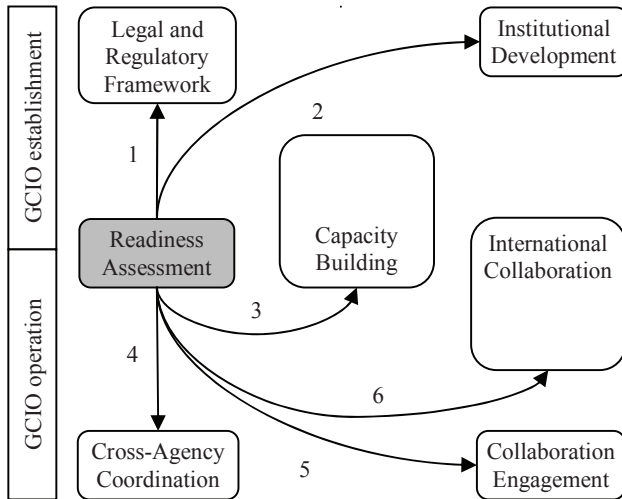 GCIO establishment
Legal and
Regulatory
Framework
Institutional
Development
1
2
Readiness
Assessment
Capacity
Building
International
Collaboration
GCIO operation
3
4
6
5
Cross-Agency
Coordination
Collaboration
Engagement